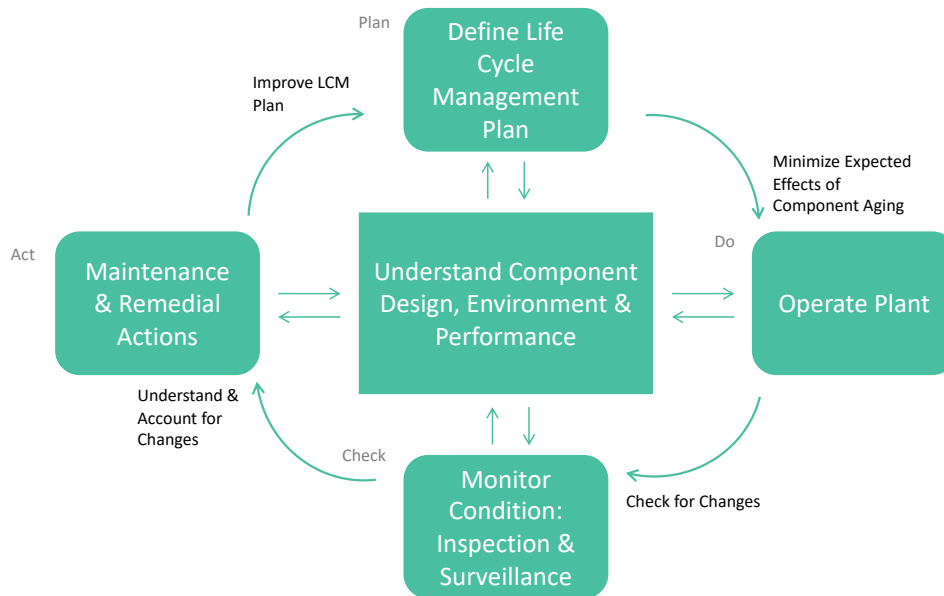 Plan
Define Life
Cycle
Management
Plan
Improve LCM
Plan
Minimize Expected
Effects of
Component Aging
Act
Maintenance
& Remedial
Actions
Understand Component
Design, Environment &
Performance
Do
Operate Plant
Understand &
Account for
Changes
Check
Monitor
Condition:
Inspection &
Surveillance
Check for Changes